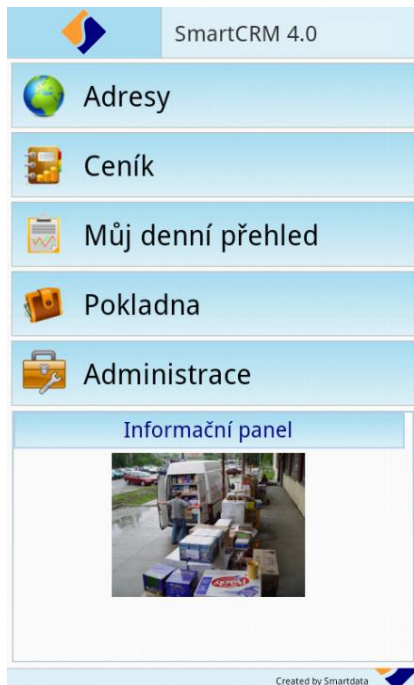 SmartCRM 4.0
Adresy
Ceník
Můj denní přehled
Pokladna
Administrace
Informační panel
Created by Smartdata